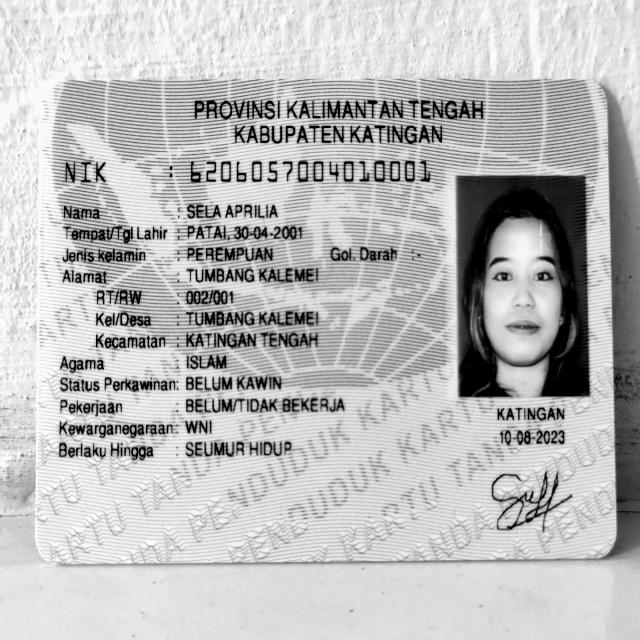 PROVINSI KALIMANTAN TENGAH
KABUPATEN KATINGAN
NIK : 6206057004010001
Nama : SELA APRILIA
Tempat/Tgl Lahir : PATAI, 30-04-2001
Jenis kelamin : PEREMPUAN Gol. Darah :-
Alamat : TUMBANG KALEMEI
RT/RW : 002/001
Kel/Desa : TUMBANG KALEMEI
Kecamatan : KATINGAN TENGAH
Agama : ISLAM
Status Perkawinan: BELUM KAWIN
Pekerjaan : BELUM/TIDAK BEKERJA
Kewarganegaraan: WNI
Berlaku Hingga : SEUMUR HIDUP
KATINGAN
10-08-2023
KARTU TANDA PENDUDUK